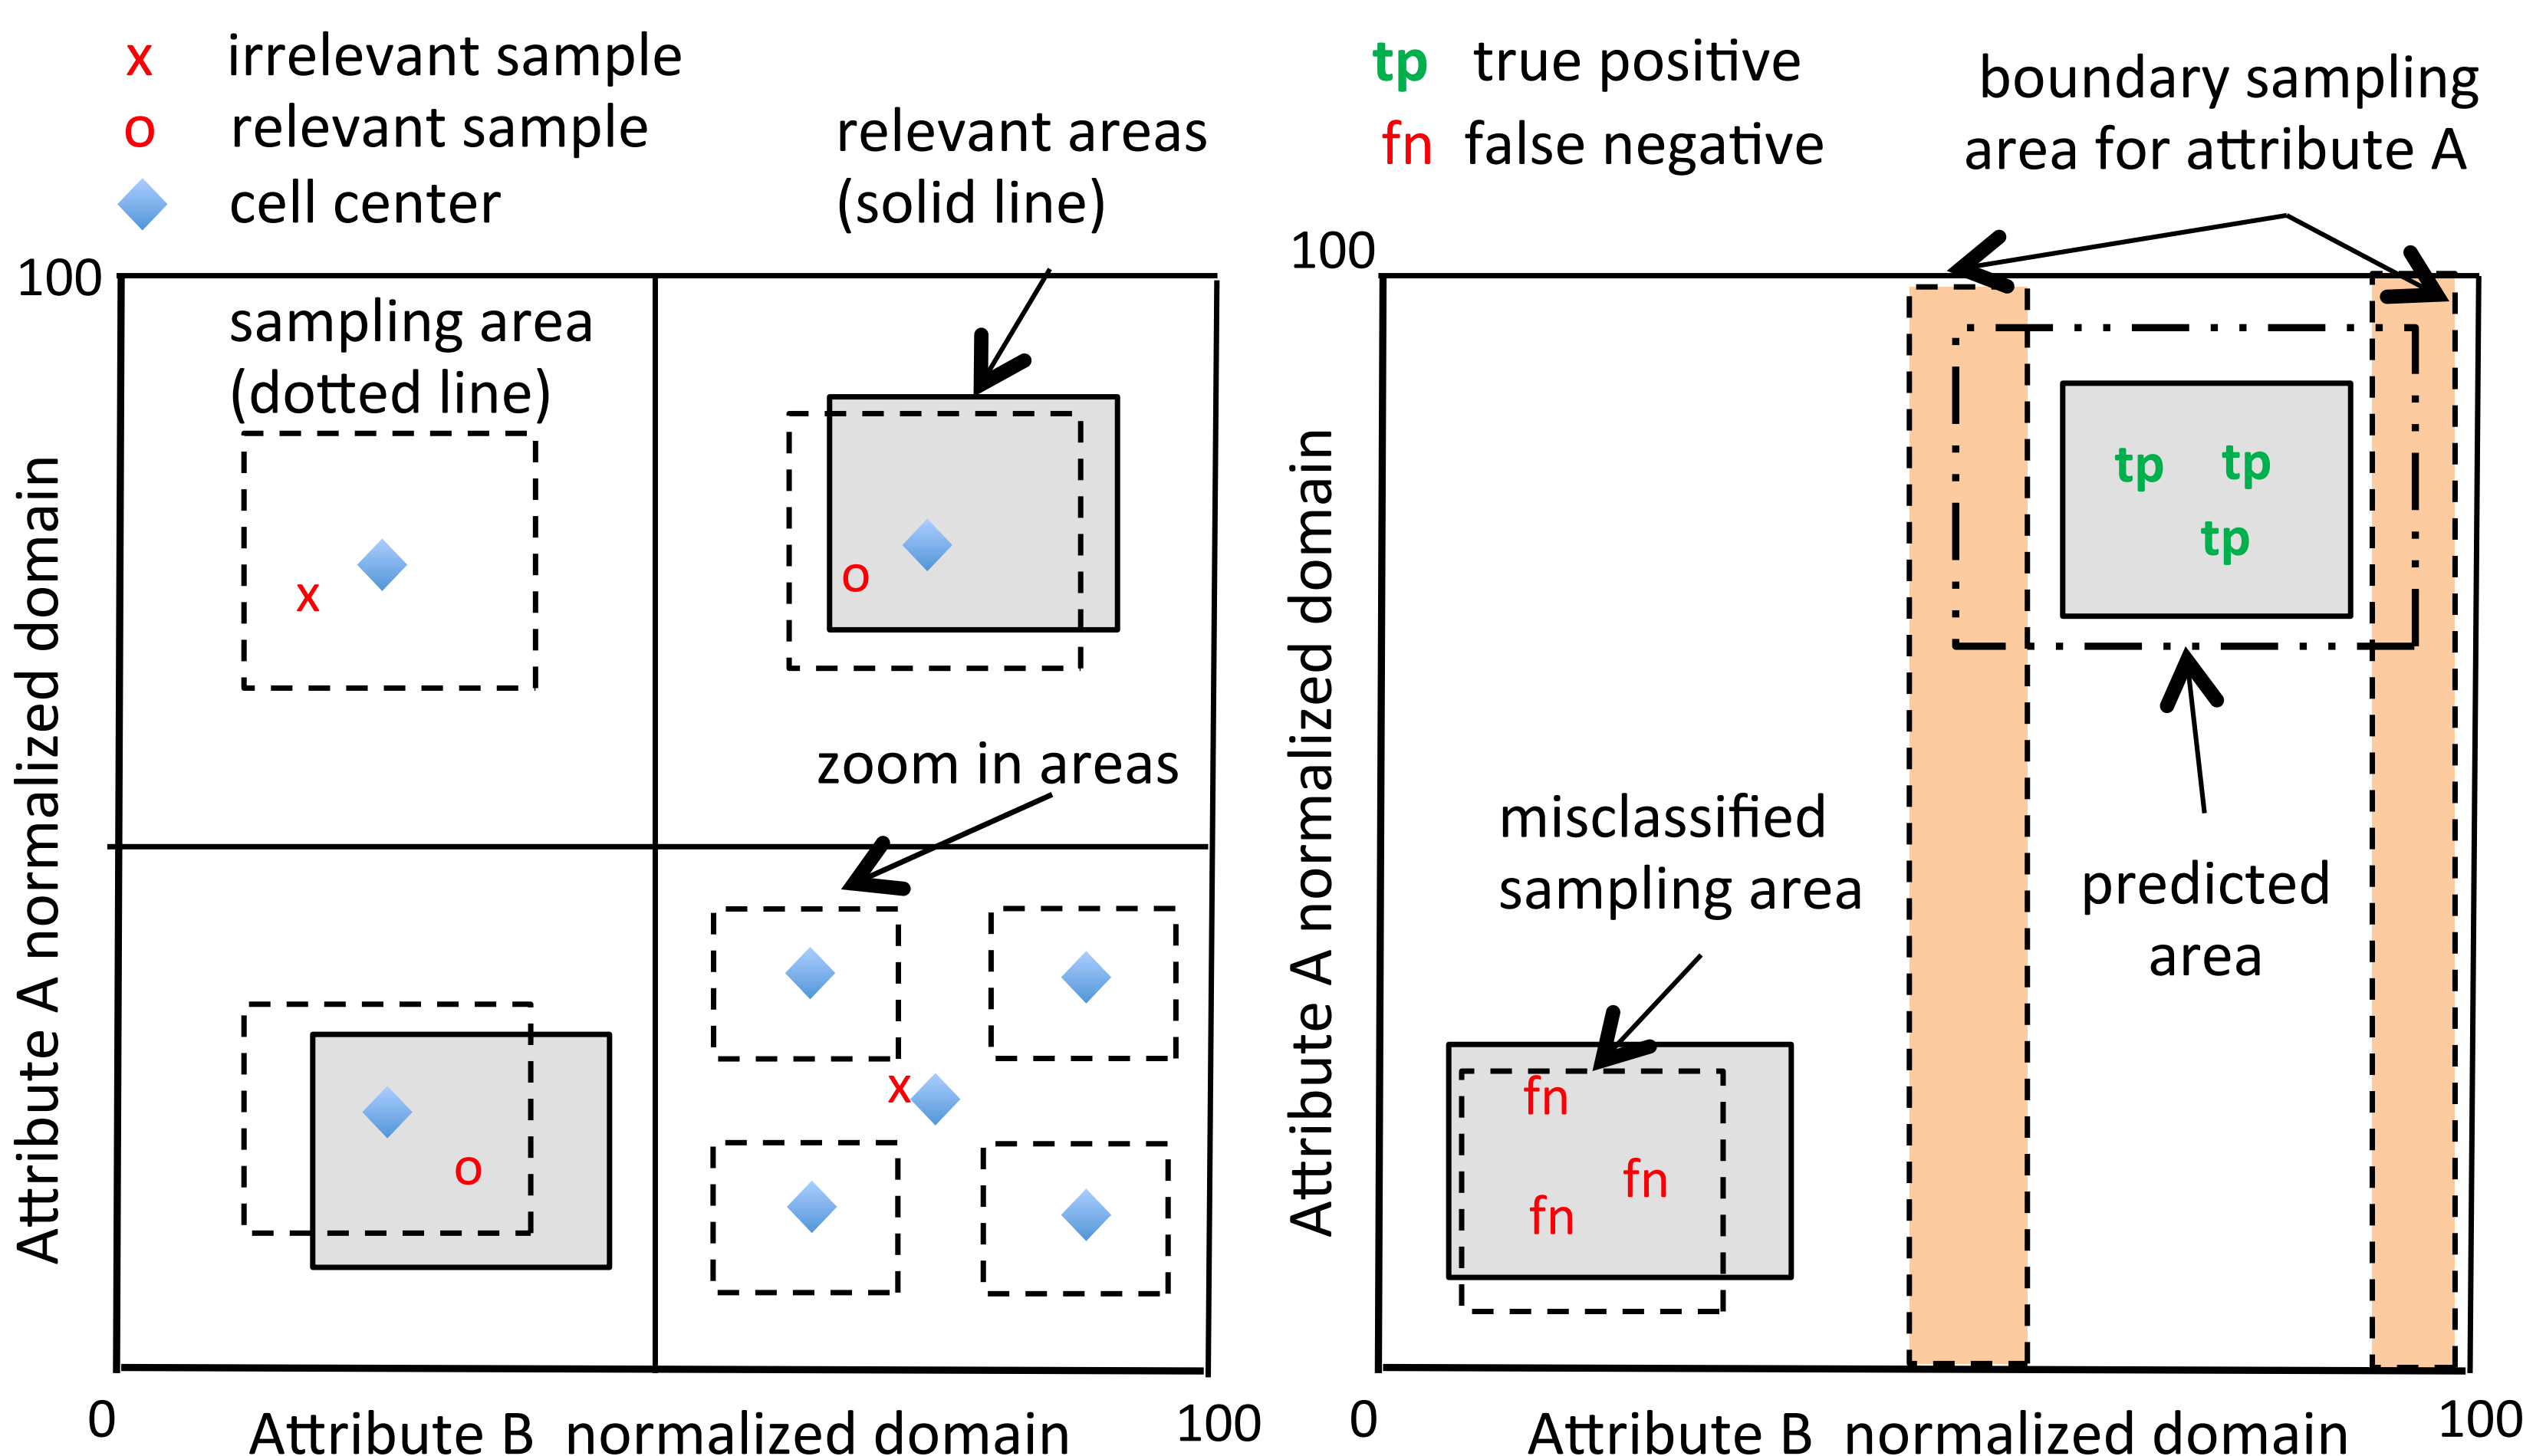 x irrelevant sample
o relevant sample
cell center
relevant areas
(solid line)
100
sampling area
(dotted line)
x
o
zoom in areas
x
o
Attribute A normalized domain
0
Attribute B normalized domain
100
tp true positive
fn false negative
boundary sampling
area for attribute A
100
tp
tp
tp
misclassified
sampling area
predicted
area
fn
fn
fn
Attribute A normalized domain
0
Attribute B normalized domain
100